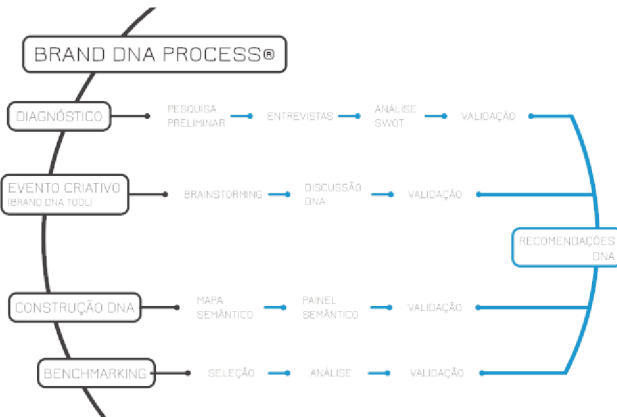 BRAND DNA PROCESS®
DIAGNÓSTICO
PESQUISA
PRELIMINAR
ENTREVISTAS
ANÁLISE
SWOT
VALIDAÇÃO
EVENTO CRIATIVO
(BRAND DNA TOOL)
BRAINSTORMING
DISCUSSÃO
DNA
VALIDAÇÃO
RECOMENDAÇÕES
DNA
CONSTRUÇÃO DNA
MAPA
SEMÂNTICO
PAINEL
SEMÂNTICO
VALIDAÇÃO
BENCHMARKING
SELEÇÃO
ANÁLISE
VALIDAÇÃO